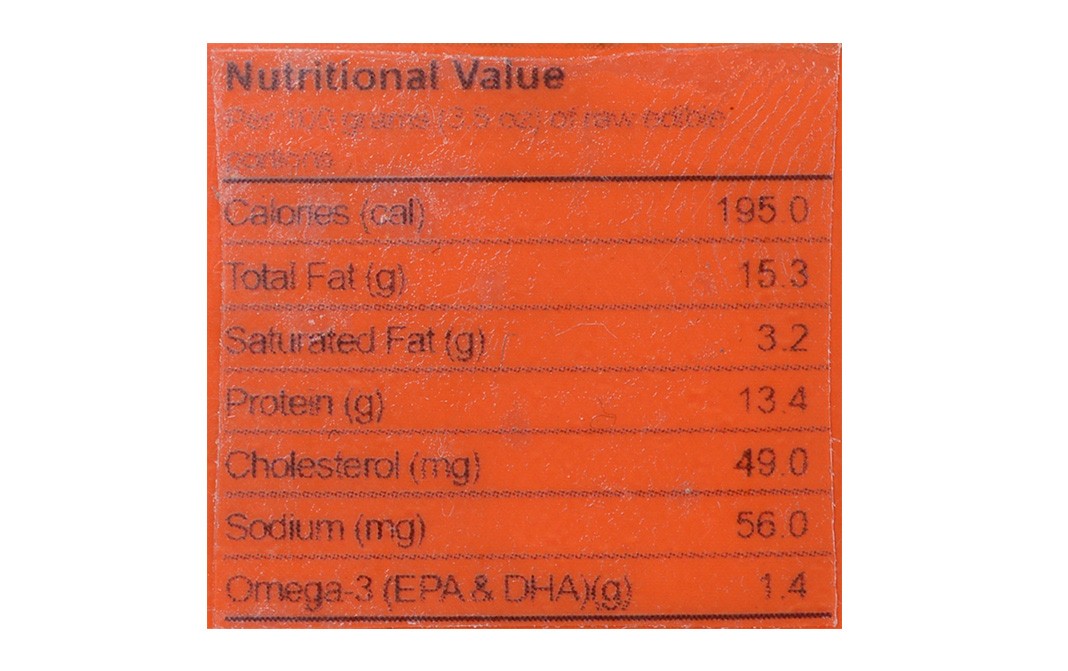 Nutritional Value
Per 100 grams (3.5 oz) of raw edible
portions
Calories (cal) 195.0
Total Fat (g) 15.3
Saturated Fat (g) 3.2
Protein (g) 13.4
Cholesterol (mg) 49.0
Sodium (mg) 56.0
Omega-3 (EPA & DHA)(g) 1.4